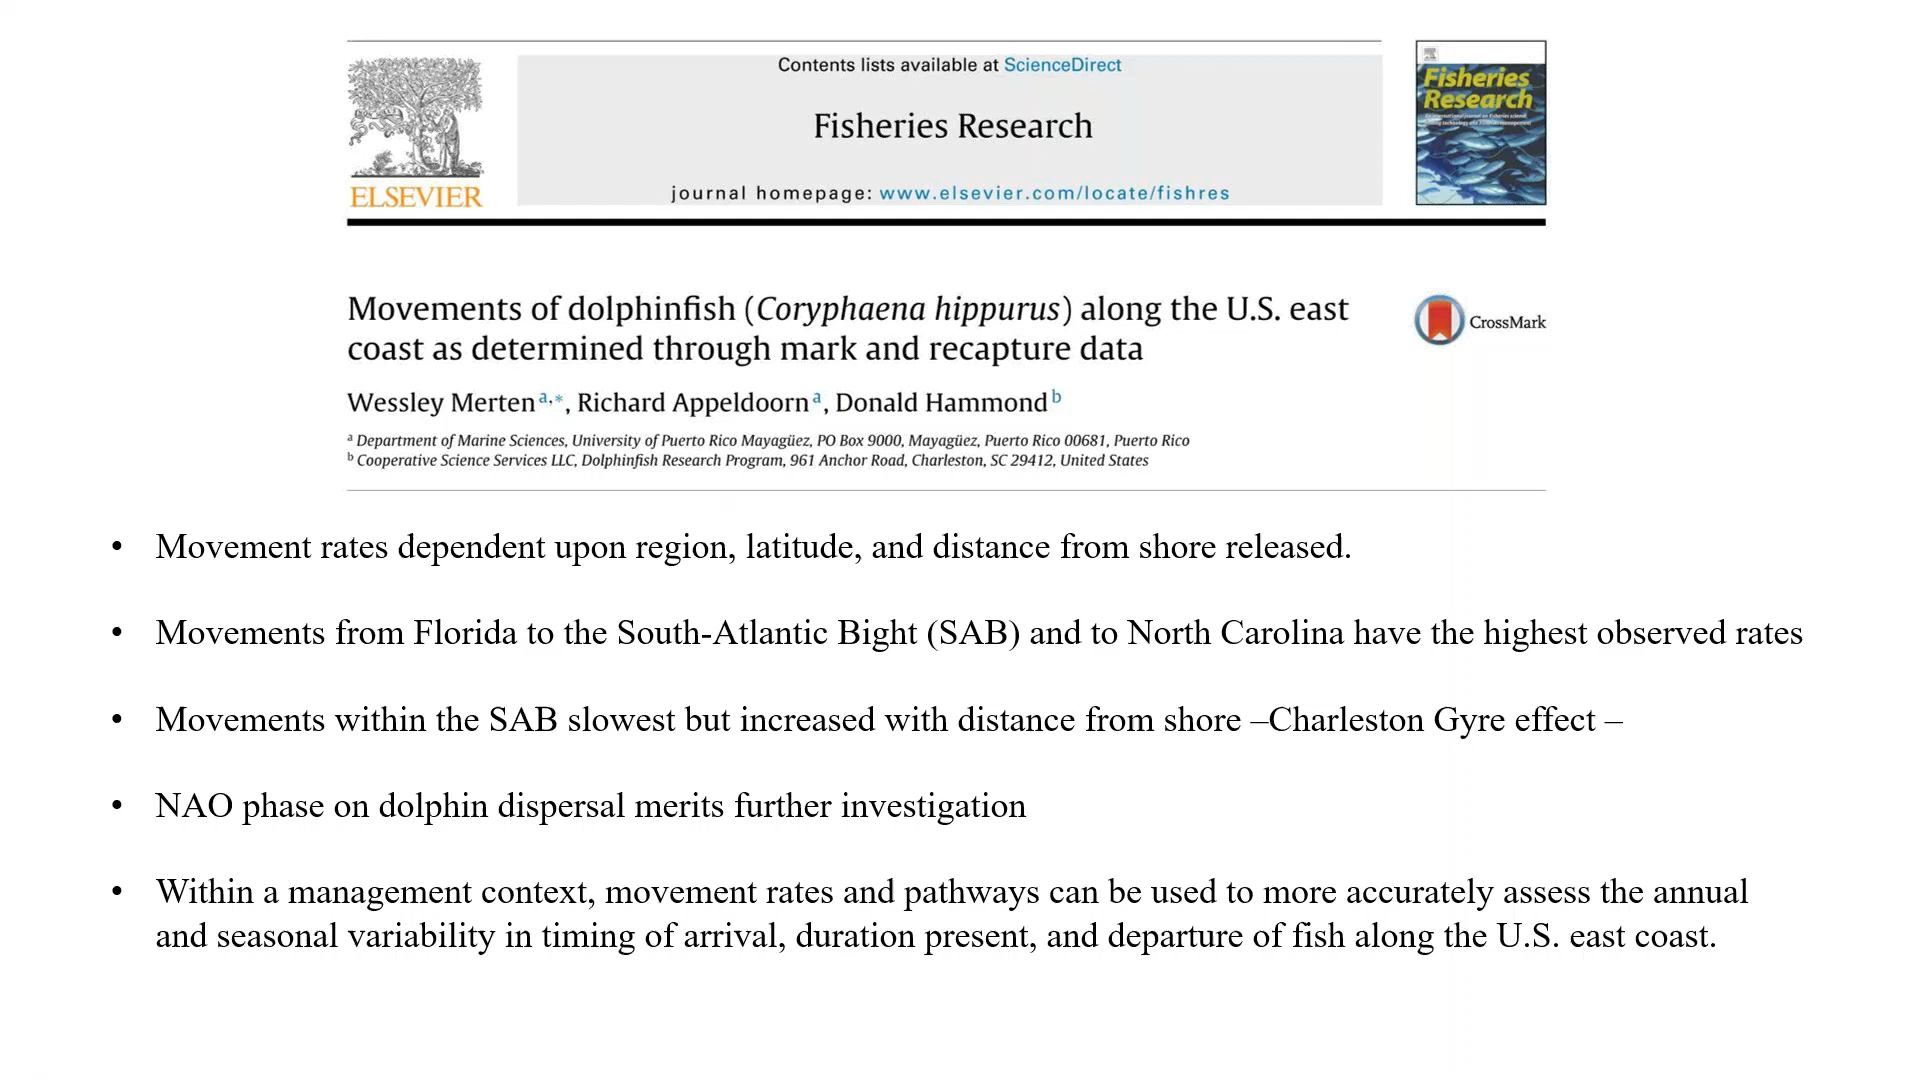 Contents lists available at ScienceDirect
Fisheries Research
journal homepage: www.elsevier.com/locate/fishres
ELSEVIER
Fisheries
Research
CrossMark
Movements of dolphinfish (Coryphaena hippurus) along the U.S. east
coast as determined through mark and recapture data
Wessley Merten a,*, Richard Appeldoorn a, Donald Hammond b
a Department of Marine Sciences, University of Puerto Rico Mayagüez, PO Box 9000, Mayagüez, Puerto Rico 00681, Puerto Rico
b Cooperative Science Services LLC, Dolphinfish Research Program, 961 Anchor Road, Charleston, SC 29412, United States
• Movement rates dependent upon region, latitude, and distance from shore released.
• Movements from Florida to the South-Atlantic Bight (SAB) and to North Carolina have the highest observed rates
• Movements within the SAB slowest but increased with distance from shore –Charleston Gyre effect –
• NAO phase on dolphin dispersal merits further investigation
• Within a management context, movement rates and pathways can be used to more accurately assess the annual
and seasonal variability in timing of arrival, duration present, and departure of fish along the U.S. east coast.